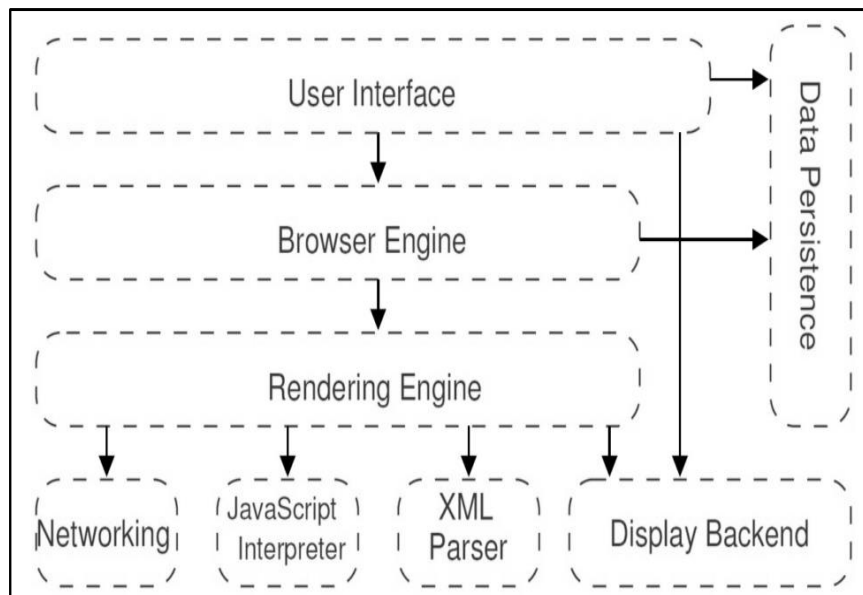 User Interface
Data Persistence
Browser Engine
Rendering Engine
Networking
JavaScript
Interpreter
XML
Parser
Display Backend